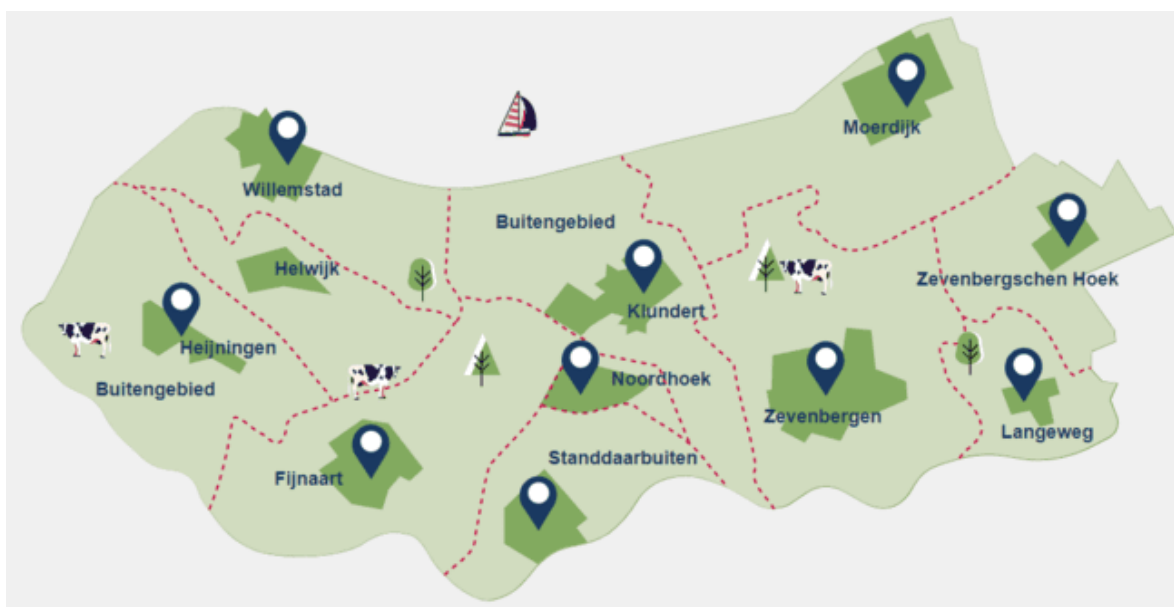 Moerdijk
Willemstad
Buitengebied
Helwijk
Zevenbergschen Hoek
Klundert
Heijningen
Noordhoek
Buitengebied
Zevenbergen
Langeweg
Standdaarbuiten
Fijnaart